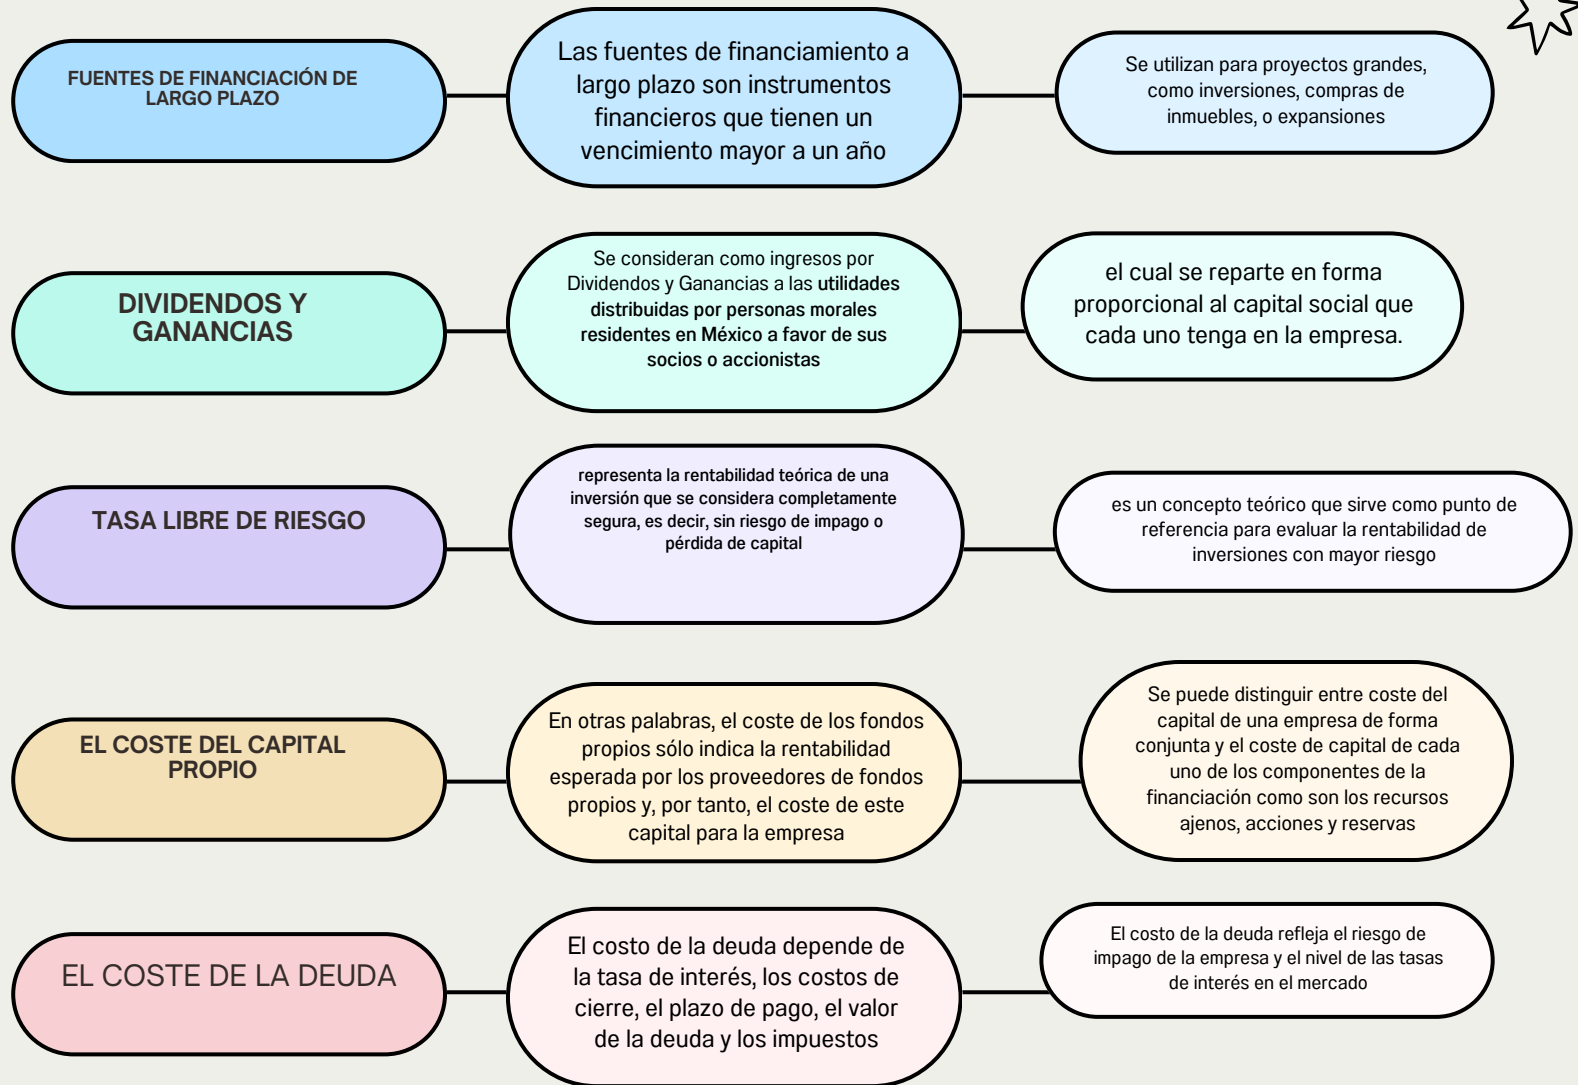 FUENTES DE FINANCIACIÓN DE
LARGO PLAZO
Las fuentes de financiamiento a
largo plazo son instrumentos
financieros que tienen un
vencimiento mayor a un año
Se utilizan para proyectos grandes,
como inversiones, compras de
inmuebles, o expansiones
DIVIDENDOS Y
GANANCIAS
Se consideran como ingresos por
Dividendos y Ganancias a las utilidades
distribuidas por personas morales
residentes en México a favor de sus
socios o accionistas
el cual se reparte en forma
proporcional al capital social que
cada uno tenga en la empresa.
TASA LIBRE DE RIESGO
representa la rentabilidad teórica de una
inversión que se considera completamente
segura, es decir, sin riesgo de impago o
pérdida de capital
es un concepto teórico que sirve como punto de
referencia para evaluar la rentabilidad de
inversiones con mayor riesgo
EL COSTE DEL CAPITAL
PROPIO
En otras palabras, el coste de los fondos
propios sólo indica la rentabilidad
esperada por los proveedores de fondos
propios y, por tanto, el coste de este
capital para la empresa
Se puede distinguir entre coste del
capital de una empresa de forma
conjunta y el coste de capital de cada
uno de los componentes de la
financiación como son los recursos
ajenos, acciones y reservas
EL COSTE DE LA DEUDA
El costo de la deuda depende de
la tasa de interés, los costos de
cierre, el plazo de pago, el valor
de la deuda y los impuestos
El costo de la deuda refleja el riesgo de
impago de la empresa y el nivel de las tasas
de interés en el mercado